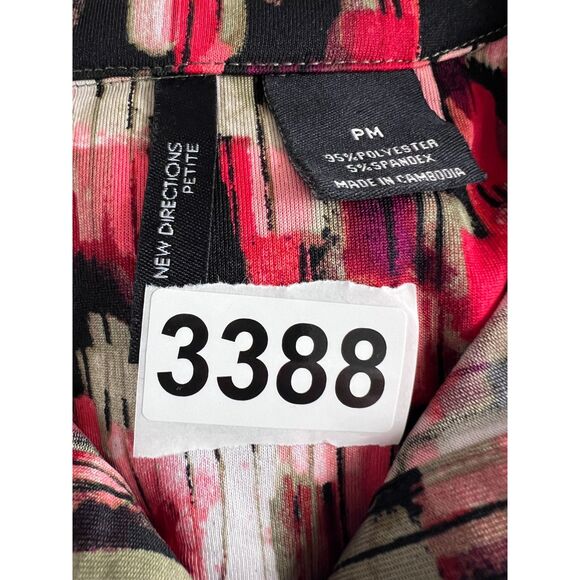 NEW DIRECTIONS
PETITE
PM
95%POLYESTER
5%SPANDEX
MADE IN CAMBODIA
3388